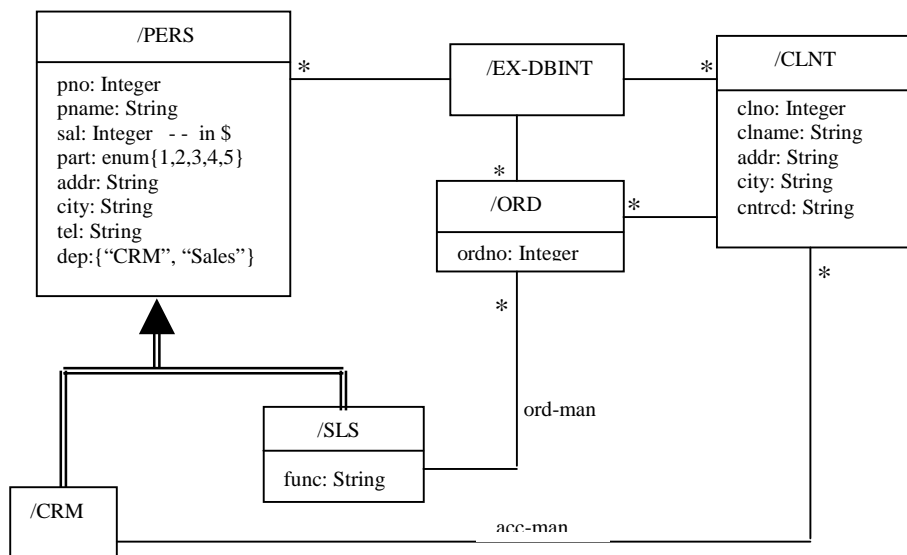 /PERS
pno: Integer
pname: String
sal: Integer - - in $
part: enum{1,2,3,4,5}
addr: String
city: String
tel: String
dep:{“CRM”, “Sales”}
*
/EX-DBINT
*
*
/CLNT
clno: Integer
clname: String
addr: String
city: String
cntrcd: String
/ORD
ordno: Integer
*
*
*
ord-man
/SLS
func: String
/CRM
acc-man